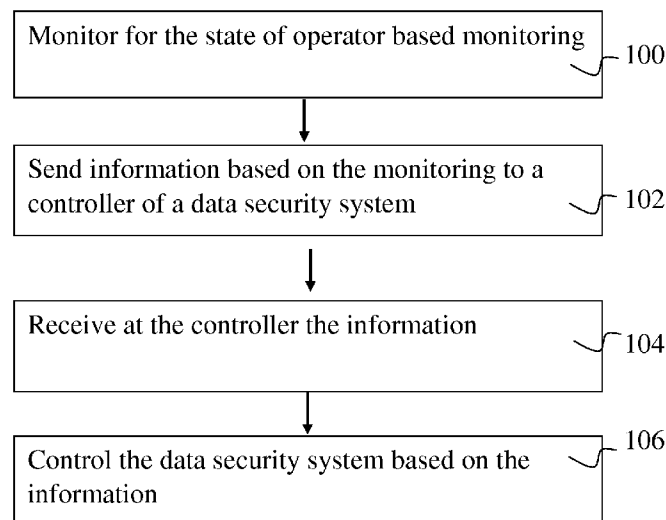 Monitor for the state of operator based monitoring
100
Send information based on the monitoring to a
controller of a data security system
102
Receive at the controller the information
104
Control the data security system based on the
information
106